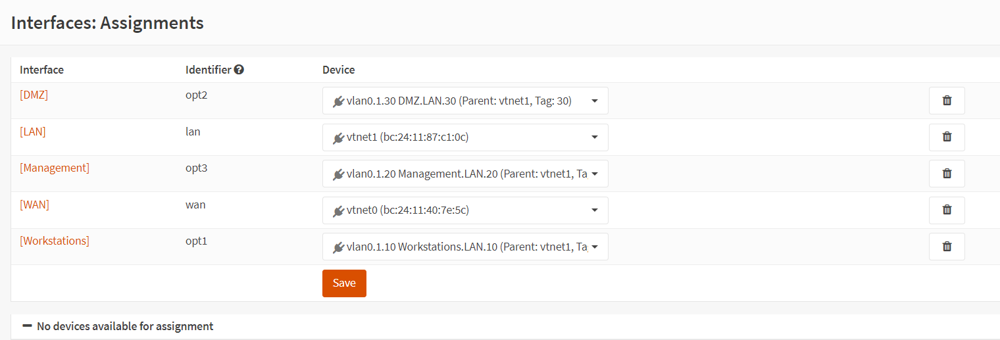 Interfaces: Assignments
Interface Identifier Device
[DMZ] opt2 vlan0.1.30 DMZ.LAN.30 (Parent: vtnet1, Tag: 30)
[LAN] lan vtnet1 (bc:24:11:87:c1:0c)
[Management] opt3 vlan0.1.20 Management.LAN.20 (Parent: vtnet1, Ta
[WAN] wan vtnet0 (bc:24:11:40:7e:5c)
[Workstations] opt1 vlan0.1.10 Workstations.LAN.10 (Parent: vtnet1, Ta
Save
No devices available for assignment